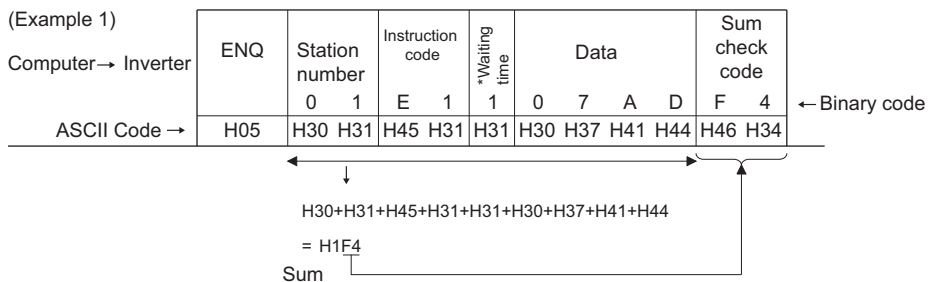 (Example 1)
Computer→ Inverter
ENQ
Station
number
Instruction
code
*Waiting
time
Data
Sum
check
code
0 1 E 1 1 0 7 A D F 4
←Binary code
ASCII Code →
H05 H30 H31 H45 H31 H31 H30 H37 H41 H44 H46 H34
H30+H31+H45+H31+H31+H30+H37+H41+H44
= H1F4
Sum